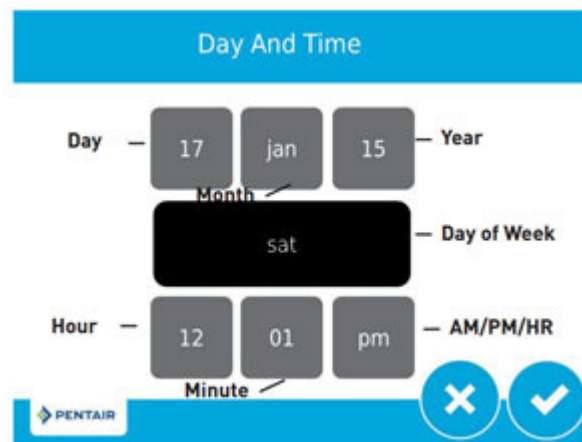 Day And Time
Day 17 jan 15 Year
Month
sat Day of Week
Hour 12 01 pm AM/PM/HR
Minute
PENTAIR